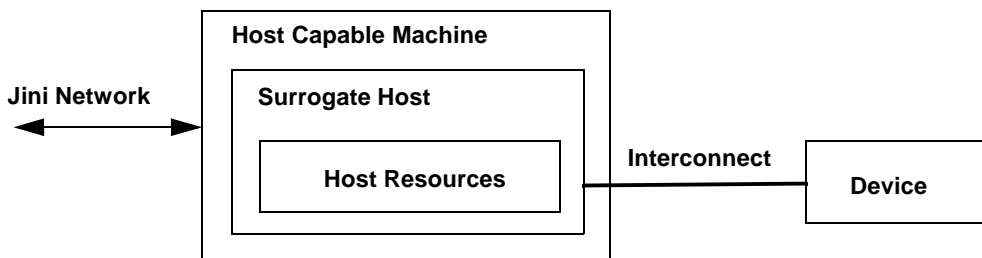 Host Capable Machine
Jini Network
Surrogate Host
Host Resources
Interconnect
Device